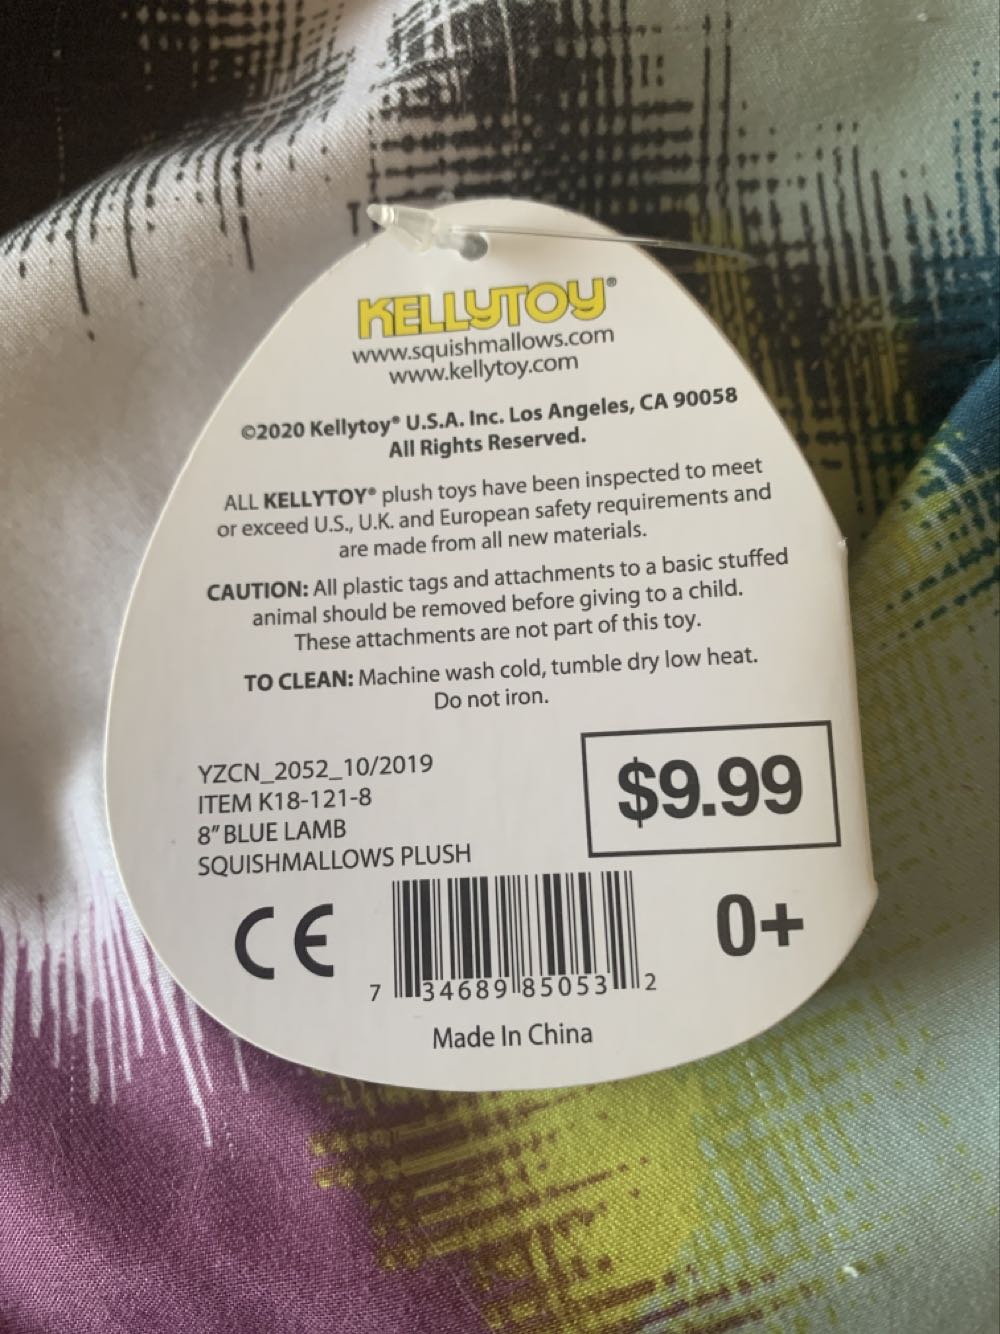 KELLYTOY®
www.squishmallows.com
www.kellytoy.com
©2020 Kellytoy® U.S.A. Inc. Los Angeles, CA 90058
All Rights Reserved.
ALL KELLYTOY® plush toys have been inspected to meet
or exceed U.S., U.K. and European safety requirements and
are made from all new materials.
CAUTION: All plastic tags and attachments to a basic stuffed
animal should be removed before giving to a child.
These attachments are not part of this toy.
TO CLEAN: Machine wash cold, tumble dry low heat.
Do not iron.
YZCN_2052_10/2019
ITEM K18-121-8
8" BLUE LAMB
SQUISHMALLOWS PLUSH
$9.99
CE
0+
7 34689 85053 2
Made In China